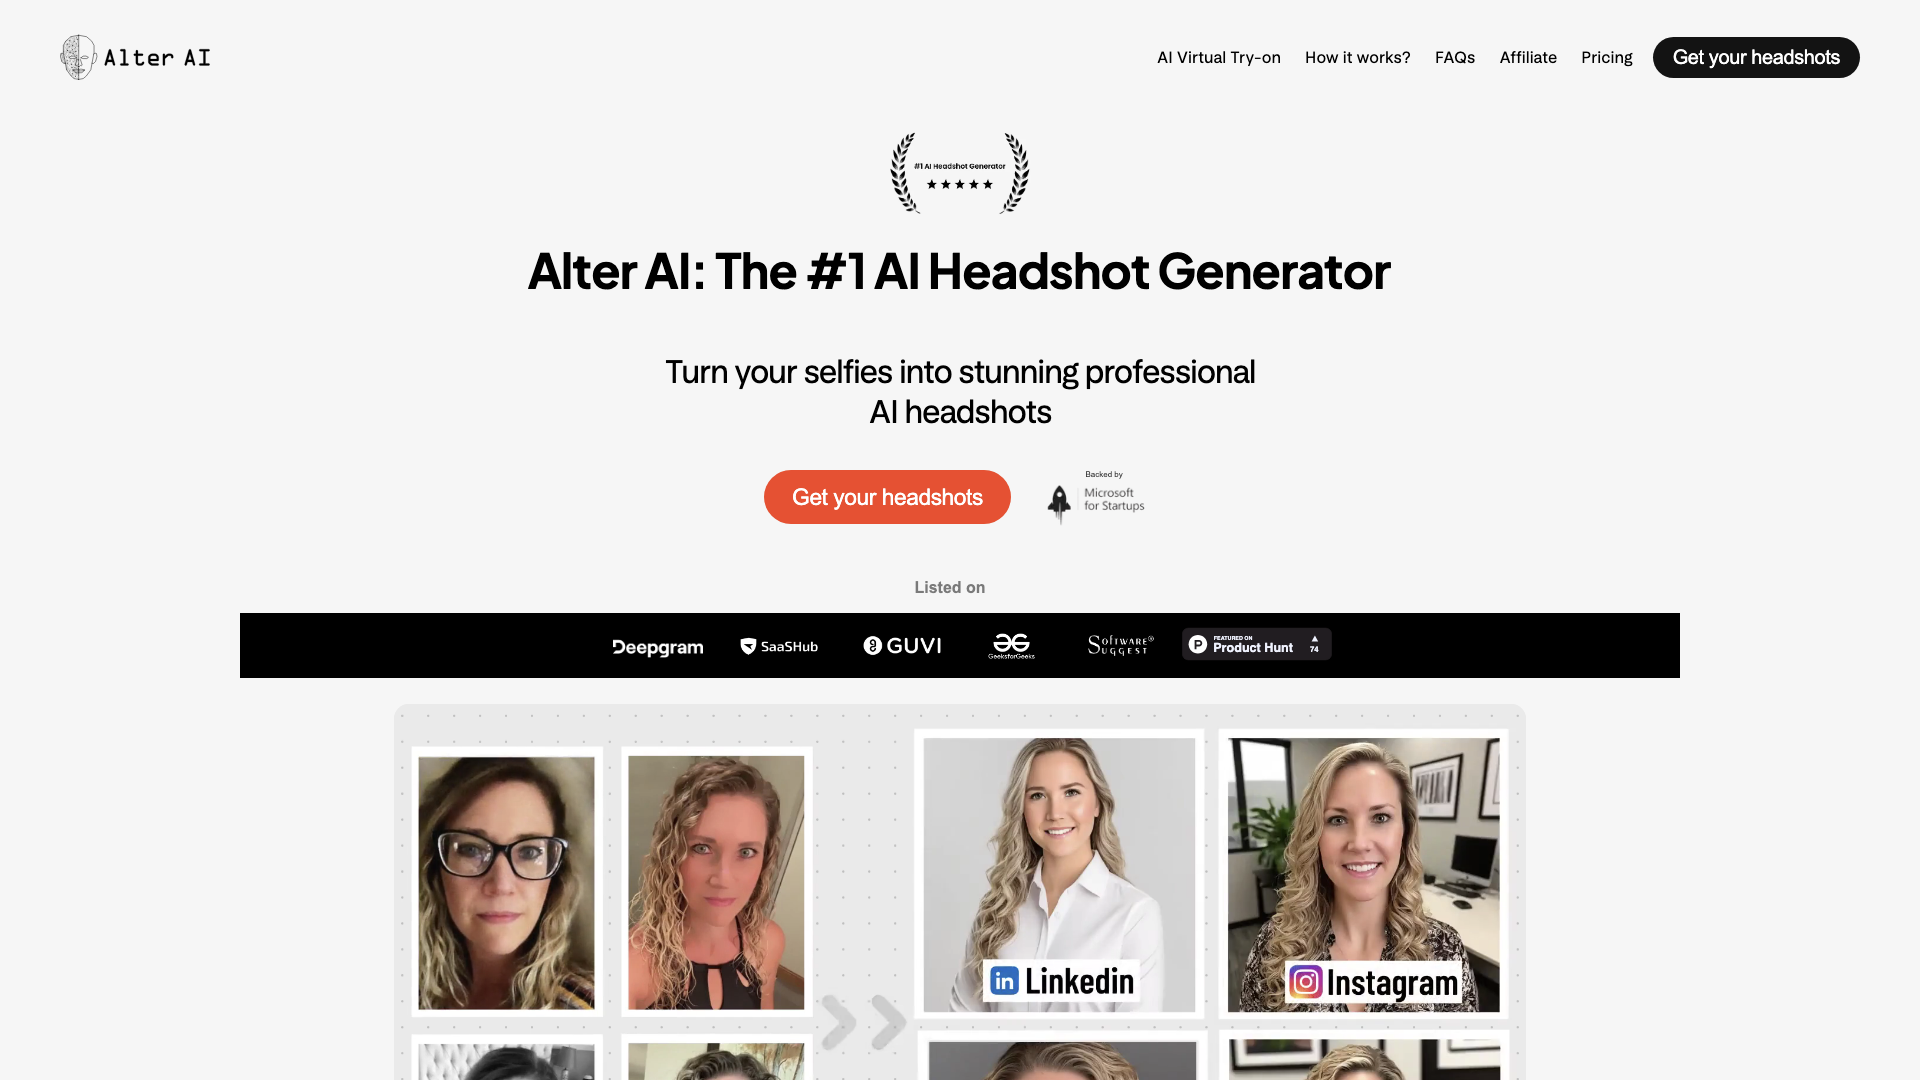 Alter AI
AI Virtual Try-on
How it works?
FAQs
Affiliate
Pricing
Get your headshots
#1 AI Headshot Generator
Alter AI: The #1 AI Headshot Generator
Turn your selfies into stunning professional
AI headshots
Get your headshots
Backed by
Microsoft
for Startups
Listed on
Deepgram
SaaSHub
GUVI
GeeksforGeeks
Software
Suggest
FEATURED ON
Product Hunt
74
Linkedin
Instagram